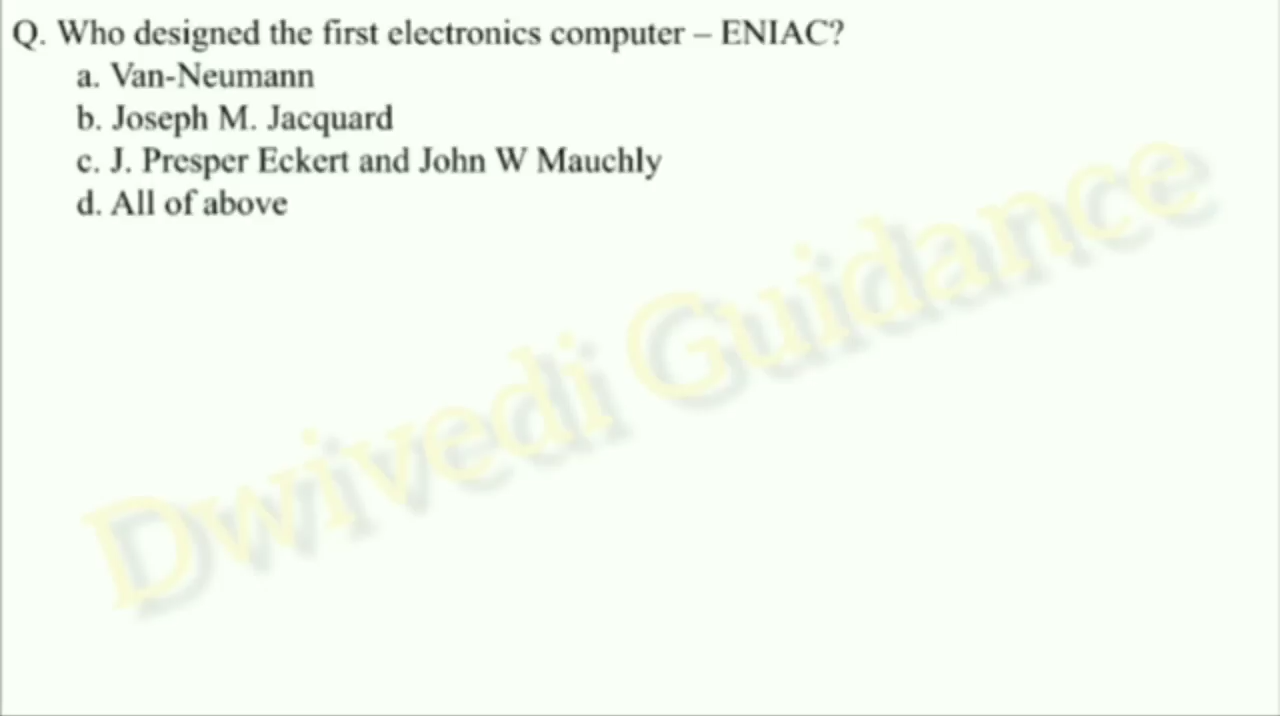 Q. Who designed the first electronics computer – ENIAC?
a. Van-Neumann
b. Joseph M. Jacquard
c. J. Presper Eckert and John W Mauchly
d. All of above
Dwivedi Guidance